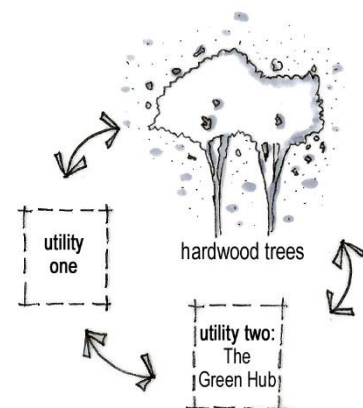 hardwood trees
utility
one
utility two:
The
Green Hub